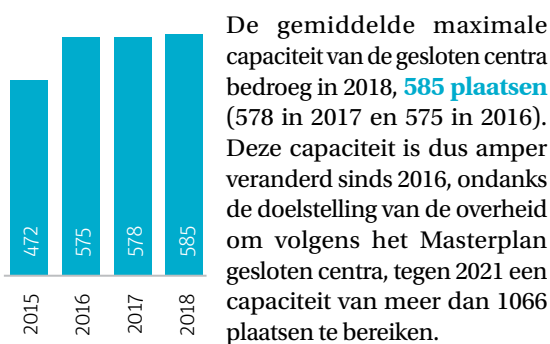 472
575
578
585
2015
2016
2017
2018
De gemiddelde maximale
capaciteit van de gesloten centra
bedroeg in 2018, 585 plaatsen
(578 in 2017 en 575 in 2016).
Deze capaciteit is dus amper
veranderd sinds 2016, ondanks
de doelstelling van de overheid
om volgens het Masterplan
gesloten centra, tegen 2021 een
capaciteit van meer dan 1066
plaatsen te bereiken.